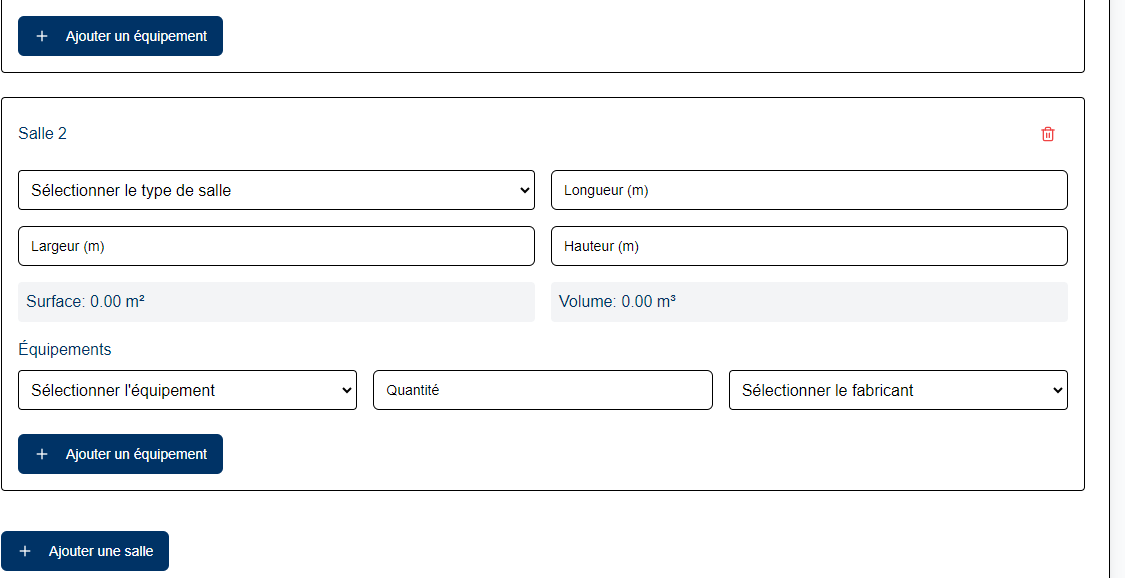 Ajouter un équipement
Salle 2
Sélectionner le type de salle
Longueur (m)
Largeur (m)
Hauteur (m)
Surface: 0.00 m²
Volume: 0.00 m³
Équipements
Sélectionner l'équipement
Quantité
Sélectionner le fabricant
Ajouter un équipement
Ajouter une salle